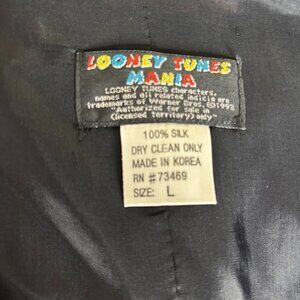 LOONEY TUNES
MANIA
LOONEY TUNES characters,
names and all related indicia are
trademarks of Warner Bros. ©1993
"Authorized for sale in
(licensed territory) only"
100% SILK
DRY CLEAN ONLY
MADE IN KOREA
RN #73469
SIZE: L